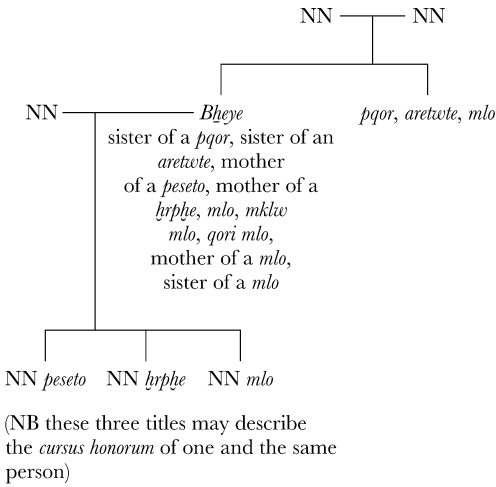 NN NN
NN Bẖeye pqor, aretwte, mlo
sister of a pqor, sister of an
aretwte, mother
of a peseto, mother of a
ẖrpẖe, mlo, mklw
mlo, qori mlo,
mother of a mlo,
sister of a mlo
NN peseto NN ẖrpẖe NN mlo
(NB these three titles may describe
the cursus honorum of one and the same
person)